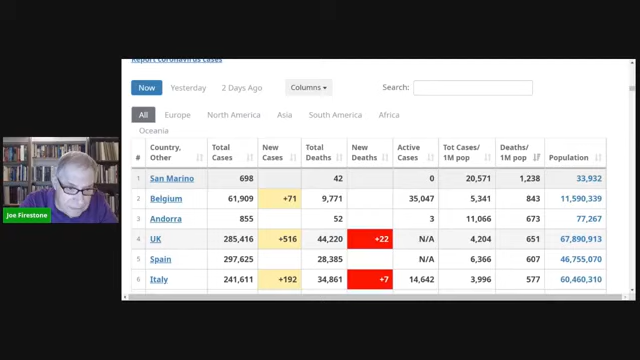 Report coronavirus cases
Now Yesterday 2 Days Ago Columns Search:
All Europe North America Asia South America Africa
Oceania
# Country, Other Total Cases New Cases Total Deaths New Deaths Active Cases Tot Cases/ 1M pop Deaths/ 1M pop Population
1 San Marino 698 42 0 20,571 1,238 33,932
2 Belgium 61,909 +71 9,771 35,047 5,341 843 11,590,339
3 Andorra 855 52 3 11,066 673 77,267
4 UK 285,416 +516 44,220 +22 N/A 4,204 651 67,890,913
5 Spain 297,625 28,385 N/A 6,366 607 46,755,070
6 Italy 241,611 +192 34,861 +7 14,642 3,996 577 60,460,310
Joe Firestone